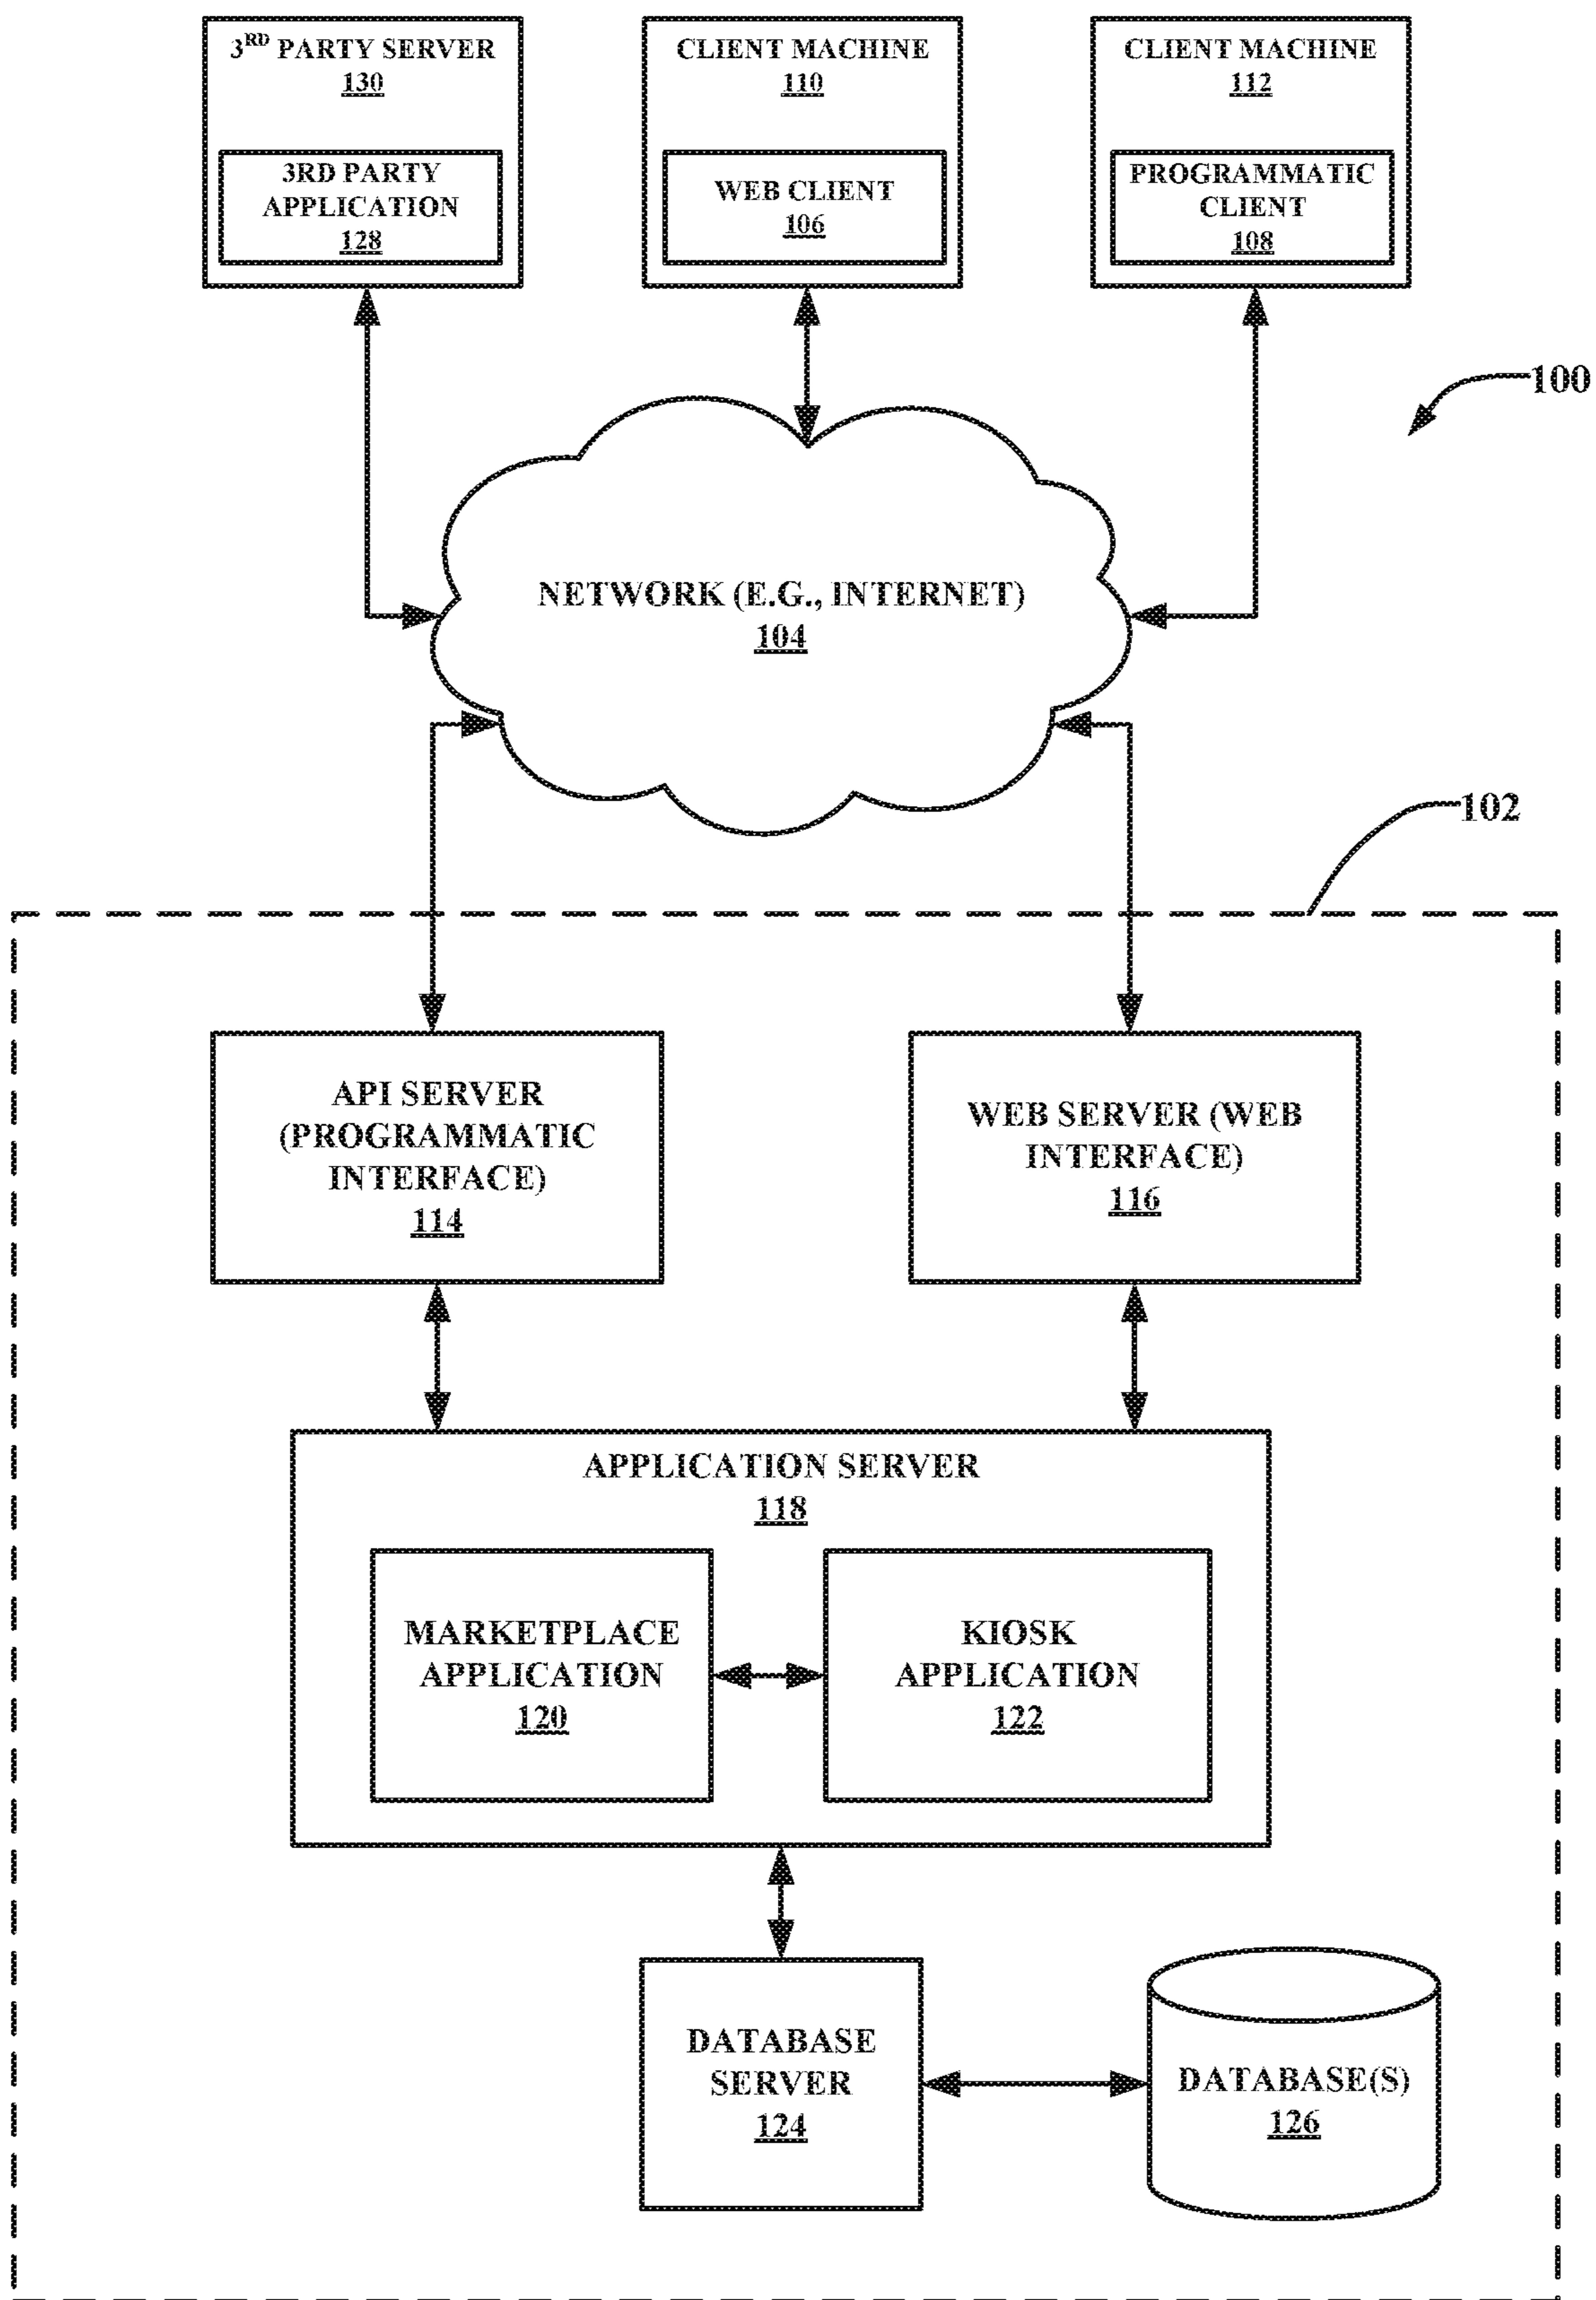 3RD PARTY SERVER
130
3RD PARTY
APPLICATION
128
CLIENT MACHINE
110
WEB CLIENT
106
CLIENT MACHINE
112
PROGRAMMATIC
CLIENT
108
100
NETWORK (E.G., INTERNET)
104
102
API SERVER
(PROGRAMMATIC
INTERFACE)
114
WEB SERVER (WEB
INTERFACE)
116
APPLICATION SERVER
118
MARKETPLACE
APPLICATION
120
KIOSK
APPLICATION
122
DATABASE
SERVER
124
DATABASE(S)
126